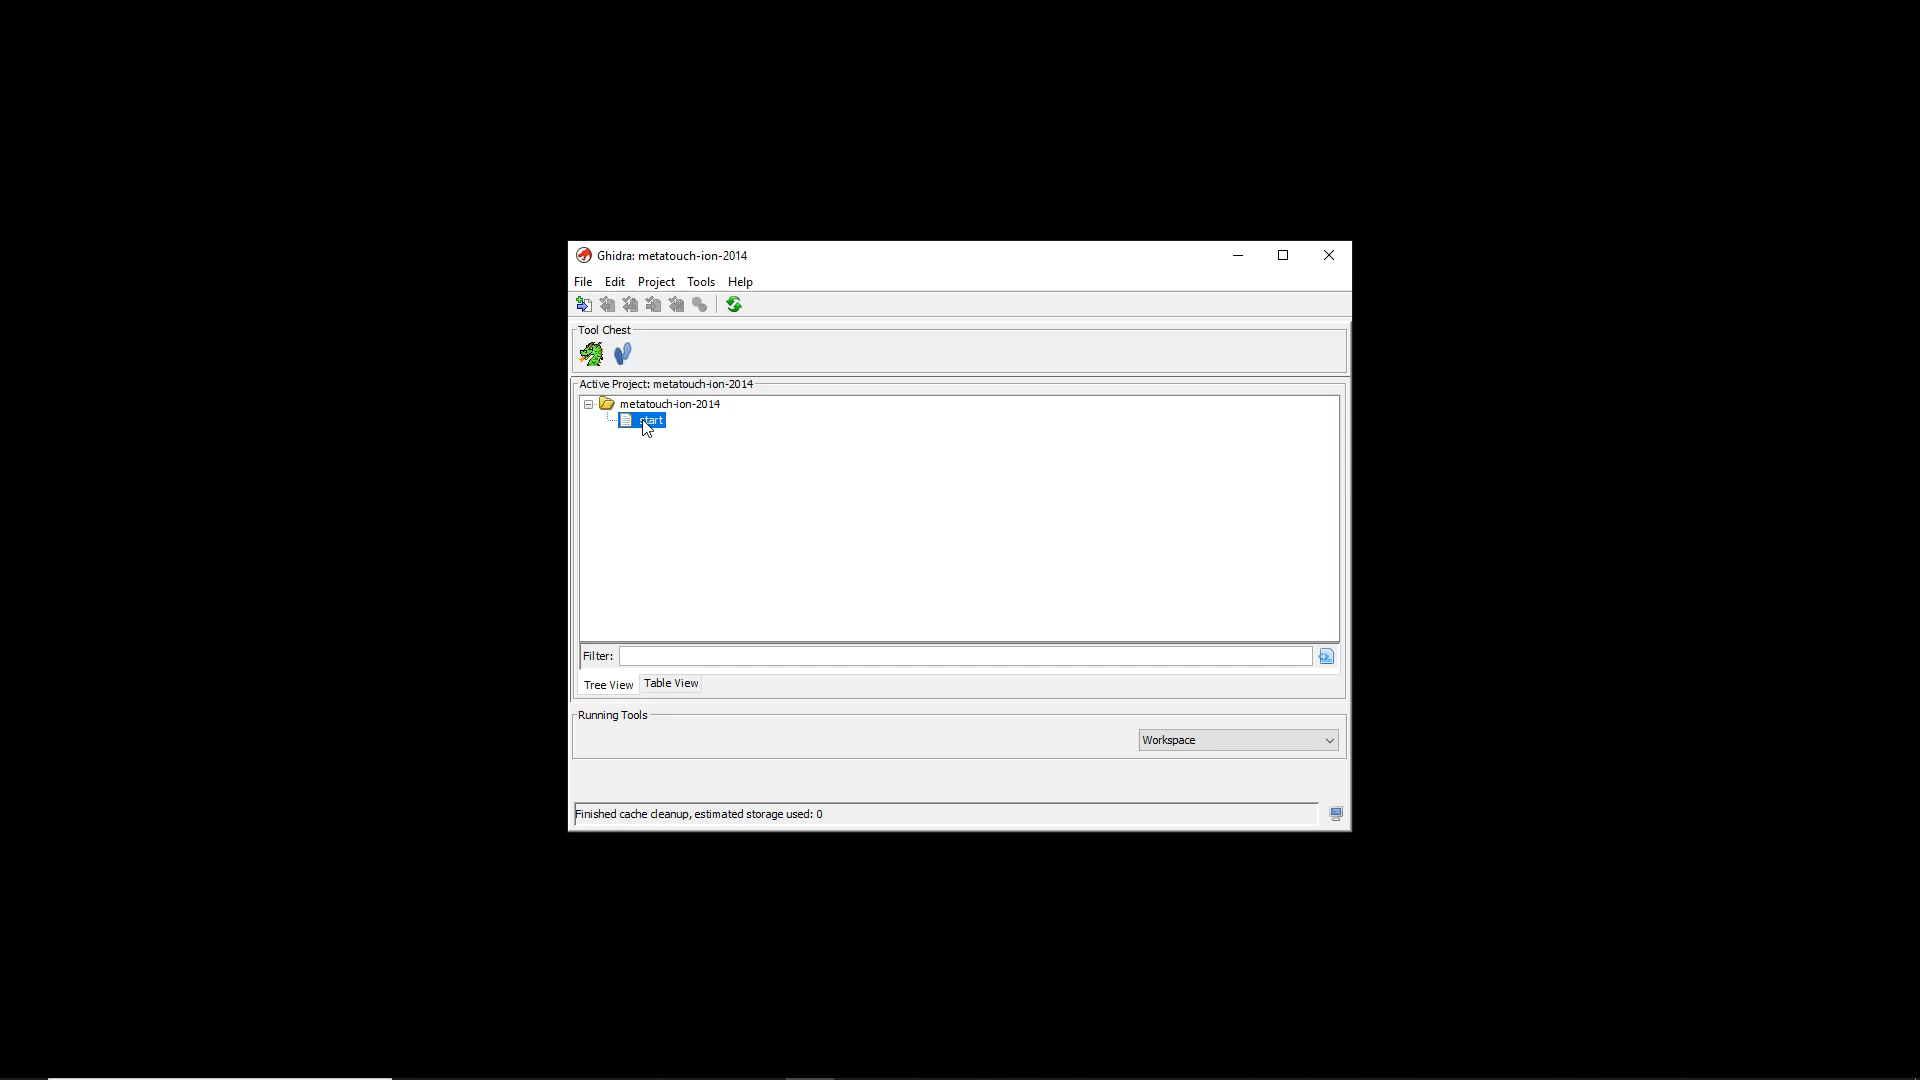 Ghidra: metatouch-ion-2014
File Edit Project Tools Help
Tool Chest
Active Project: metatouch-ion-2014
metatouch-ion-2014
start
Filter:
Tree View Table View
Running Tools
Workspace
Finished cache cleanup, estimated storage used: 0